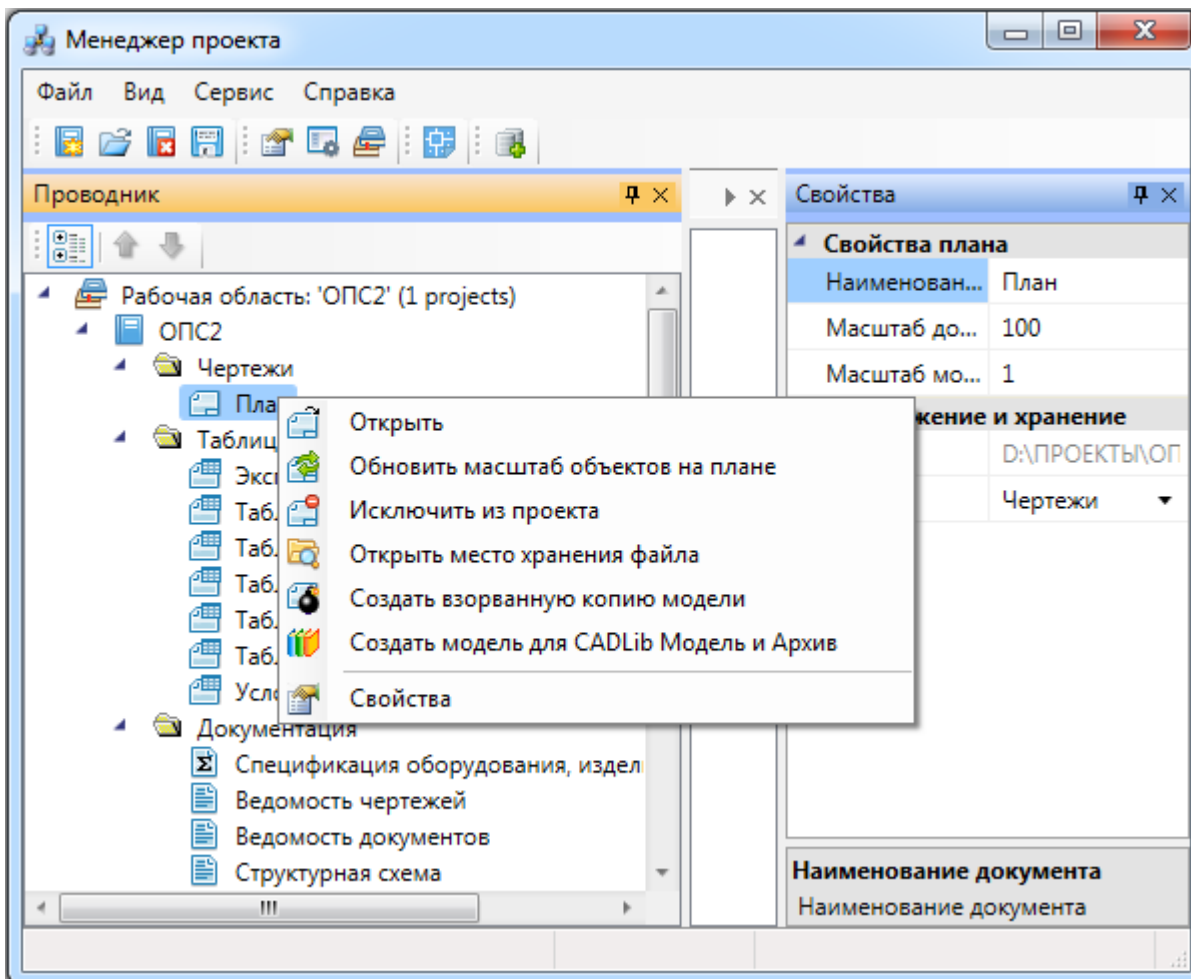 Менеджер проекта
Файл Вид Сервис Справка
Проводник
Рабочая область: 'ОПС2' (1 projects)
ОПС2
Чертежи
Пла
Таблиц
Экс
Таб
Таб
Таб
Таб
Таб
Усл
Документация
Спецификация оборудования, издел
Ведомость чертежей
Ведомость документов
Структурная схема
Открыть
Обновить масштаб объектов на плане
Исключить из проекта
Открыть место хранения файла
Создать взорванную копию модели
Создать модель для CADLib Модель и Архив
Свойства
Свойства
Свойства плана
Наименован... План
Масштаб до... 100
Масштаб мо... 1
жение и хранение
D:\ПРОЕКТЫ\ОП
Чертежи
Наименование документа
Наименование документа